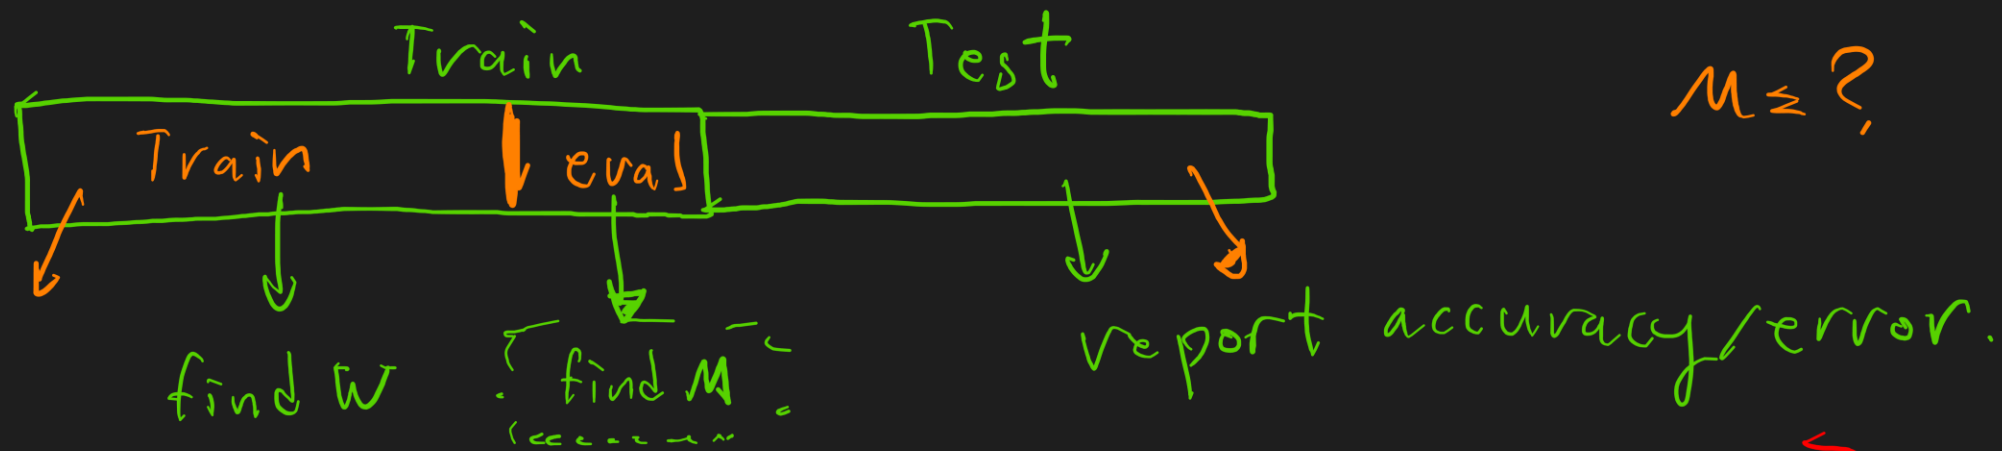 Train Test
M = ?
Train eval
find W find M report accuracy/error.